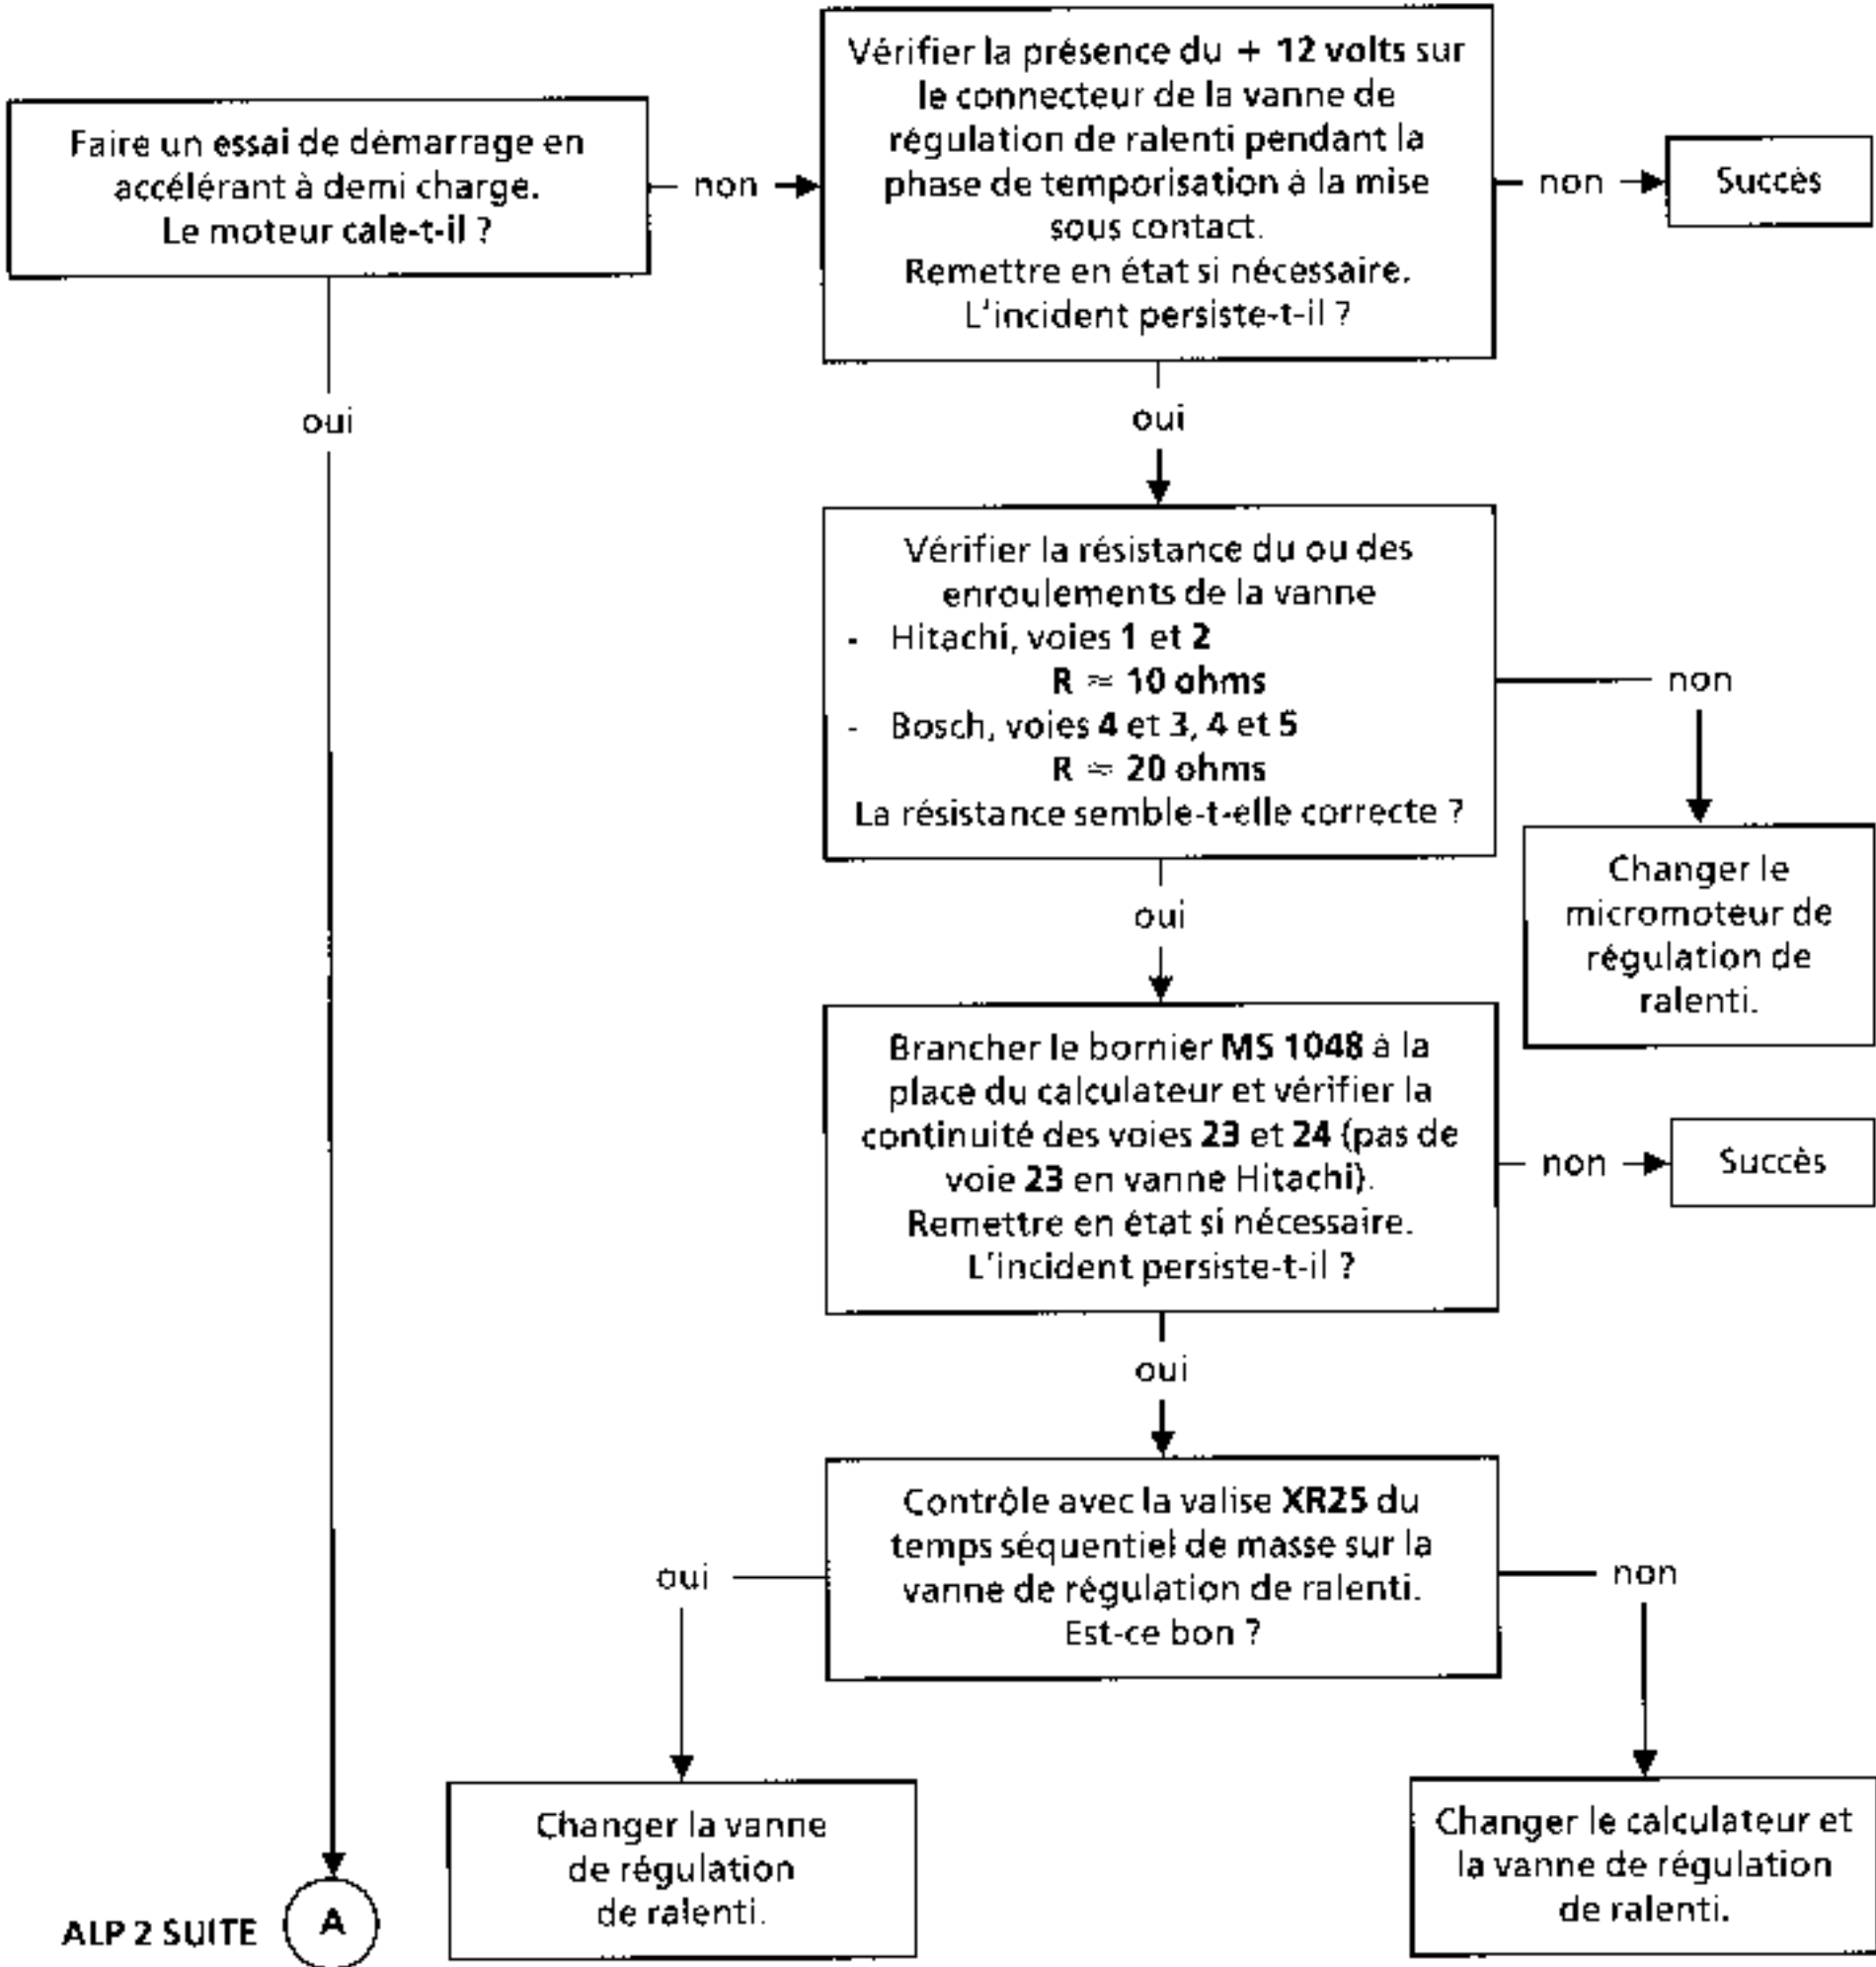 Faire un essai de démarrage en
accélérant à demi charge.
Le moteur cale-t-il ?
non
Vérifier la présence du + 12 volts sur
le connecteur de la vanne de
régulation de ralenti pendant la
phase de temporisation à la mise
sous contact.
Remettre en état si nécessaire.
L'incident persiste-t-il ?
non
Succès
oui
oui
Vérifier la résistance du ou des
enroulements de la vanne
- Hitachi, voies 1 et 2
R ≈ 10 ohms
- Bosch, voies 4 et 3, 4 et 5
R ≈ 20 ohms
La résistance semble-t-elle correcte ?
non
Changer le
micromoteur de
régulation de
ralenti.
oui
Brancher le bornier MS 1048 à la
place du calculateur et vérifier la
continuité des voies 23 et 24 (pas de
voie 23 en vanne Hitachi).
Remettre en état si nécessaire.
L'incident persiste-t-il ?
non
Succès
oui
Contrôle avec la valise XR25 du
temps séquentiel de masse sur la
vanne de régulation de ralenti.
Est-ce bon ?
oui
non
Changer la vanne
de régulation
de ralenti.
Changer le calculateur et
la vanne de régulation
de ralenti.
ALP 2 SUITE
A